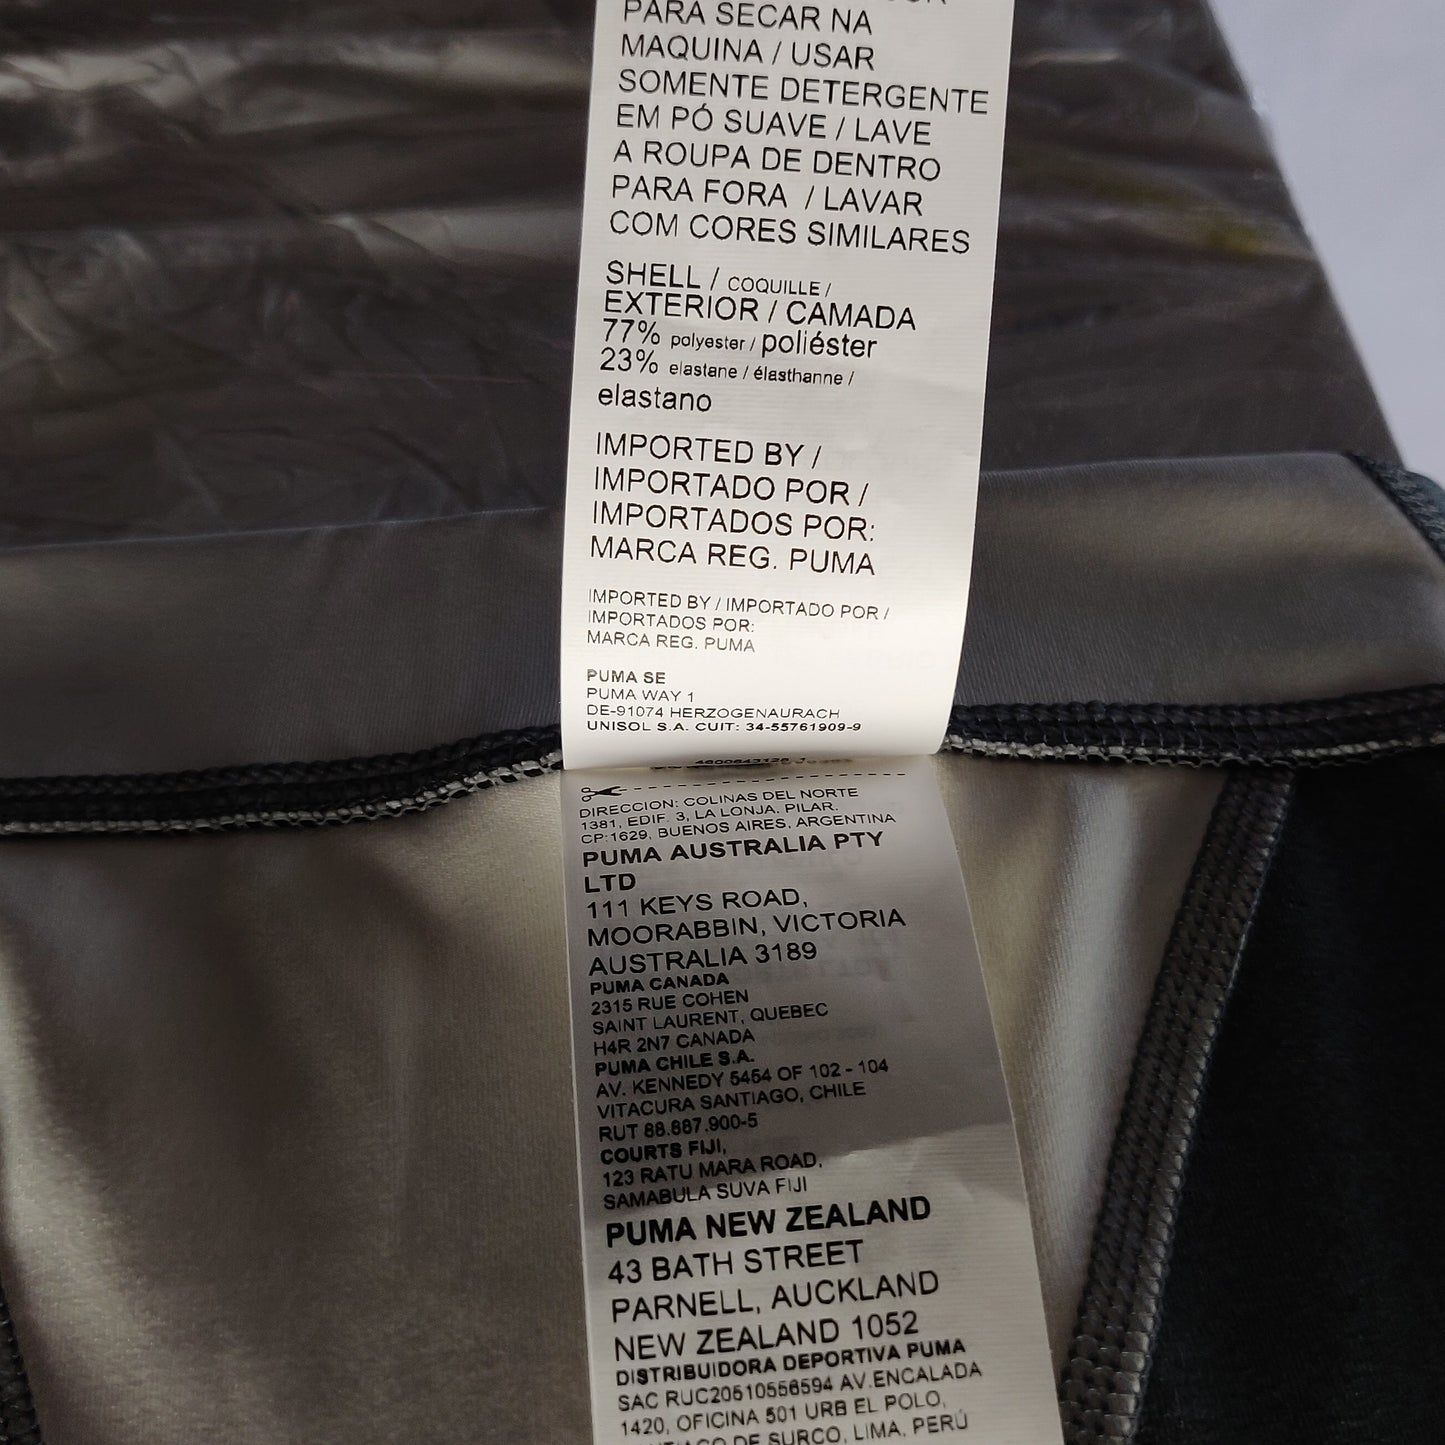 PARA SECAR NA
MAQUINA / USAR
SOMENTE DETERGENTE
EM PÓ SUAVE / LAVE
A ROUPA DE DENTRO
PARA FORA / LAVAR
COM CORES SIMILARES
SHELL / COQUILLE /
EXTERIOR / CAMADA
77% polyester / poliéster
23% elastane / élasthanne /
elastano
IMPORTED BY /
IMPORTADO POR /
IMPORTADOS POR:
MARCA REG. PUMA
IMPORTED BY / IMPORTADO POR /
IMPORTADOS POR:
MARCA REG. PUMA
PUMA SE
PUMA WAY 1
DE-91074 HERZOGENAURACH
UNISOL S.A. CUIT: 34-55761909-9
DIRECCION: COLINAS DEL NORTE
1381, EDIF. 3, LA LONJA. PILAR.
CP:1629, BUENOS AIRES, ARGENTINA
PUMA AUSTRALIA PTY
LTD
111 KEYS ROAD,
MOORABBIN, VICTORIA
AUSTRALIA 3189
PUMA CANADA
2315 RUE COHEN
SAINT LAURENT, QUEBEC
H4R 2N7 CANADA
PUMA CHILE S.A.
AV. KENNEDY 5454 OF 102 - 104
VITACURA SANTIAGO, CHILE
RUT 88.887.900-5
COURTS FIJI,
123 RATU MARA ROAD,
SAMABULA SUVA FIJI
PUMA NEW ZEALAND
43 BATH STREET
PARNELL, AUCKLAND
NEW ZEALAND 1052
DISTRIBUIDORA DEPORTIVA PUMA
SAC RUC20510556594 AV.ENCALADA
1420, OFICINA 501 URB EL POLO,
DE SURCO, LIMA, PERÚ